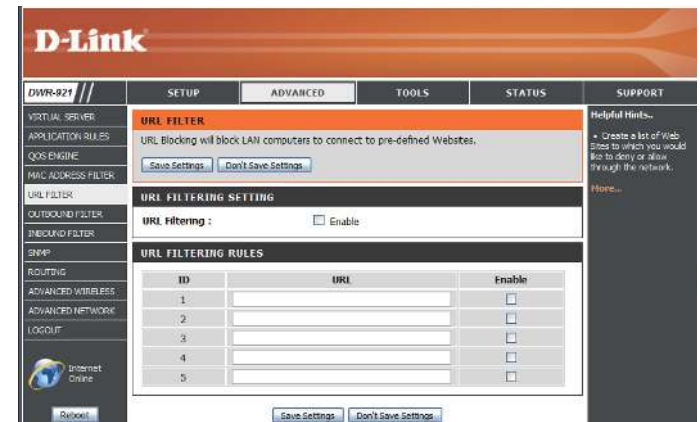 D-Link
DWR-921
SETUP
ADVANCED
TOOLS
STATUS
SUPPORT
VIRTUAL SERVER
APPLICATION RULES
QOS ENGINE
MAC ADDRESS FILTER
URL FILTER
OUTBOUND FILTER
INBOUND FILTER
SNMP
ROUTING
ADVANCED WIRELESS
ADVANCED NETWORK
LOGOUT
Internet
Online
Reboot
URL FILTER
URL Blocking will block LAN computers to connect to pre-defined Websites.
Save Settings Don't Save Settings
URL FILTERING SETTING
URL Filtering : Enable
URL FILTERING RULES
ID URL Enable
1
2
3
4
5
Save Settings Don't Save Settings
Helpful Hints..
• Create a list of Web
Sites to which you would
like to deny or allow
through the network.
More...